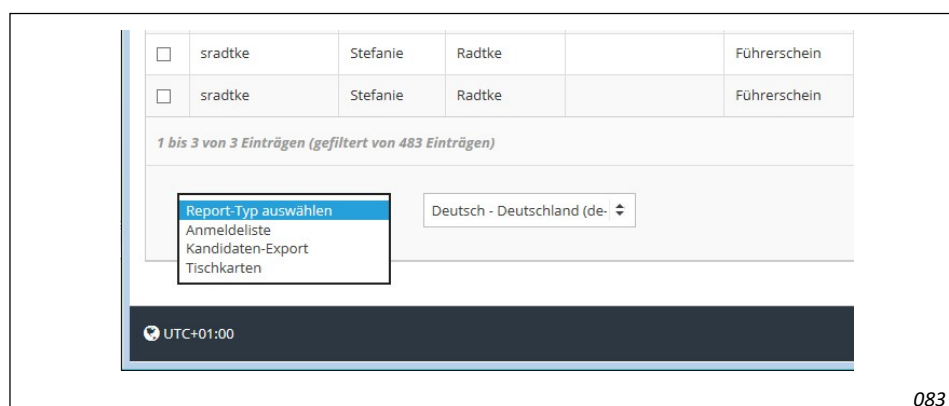 sradtke Stefanie Radtke Führerschein
sradtke Stefanie Radtke Führerschein
1 bis 3 von 3 Einträgen (gefiltert von 483 Einträgen)
Report-Typ auswählen Deutsch - Deutschland (de-
Anmeldeliste
Kandidaten-Export
Tischkarten
UTC+01:00
083